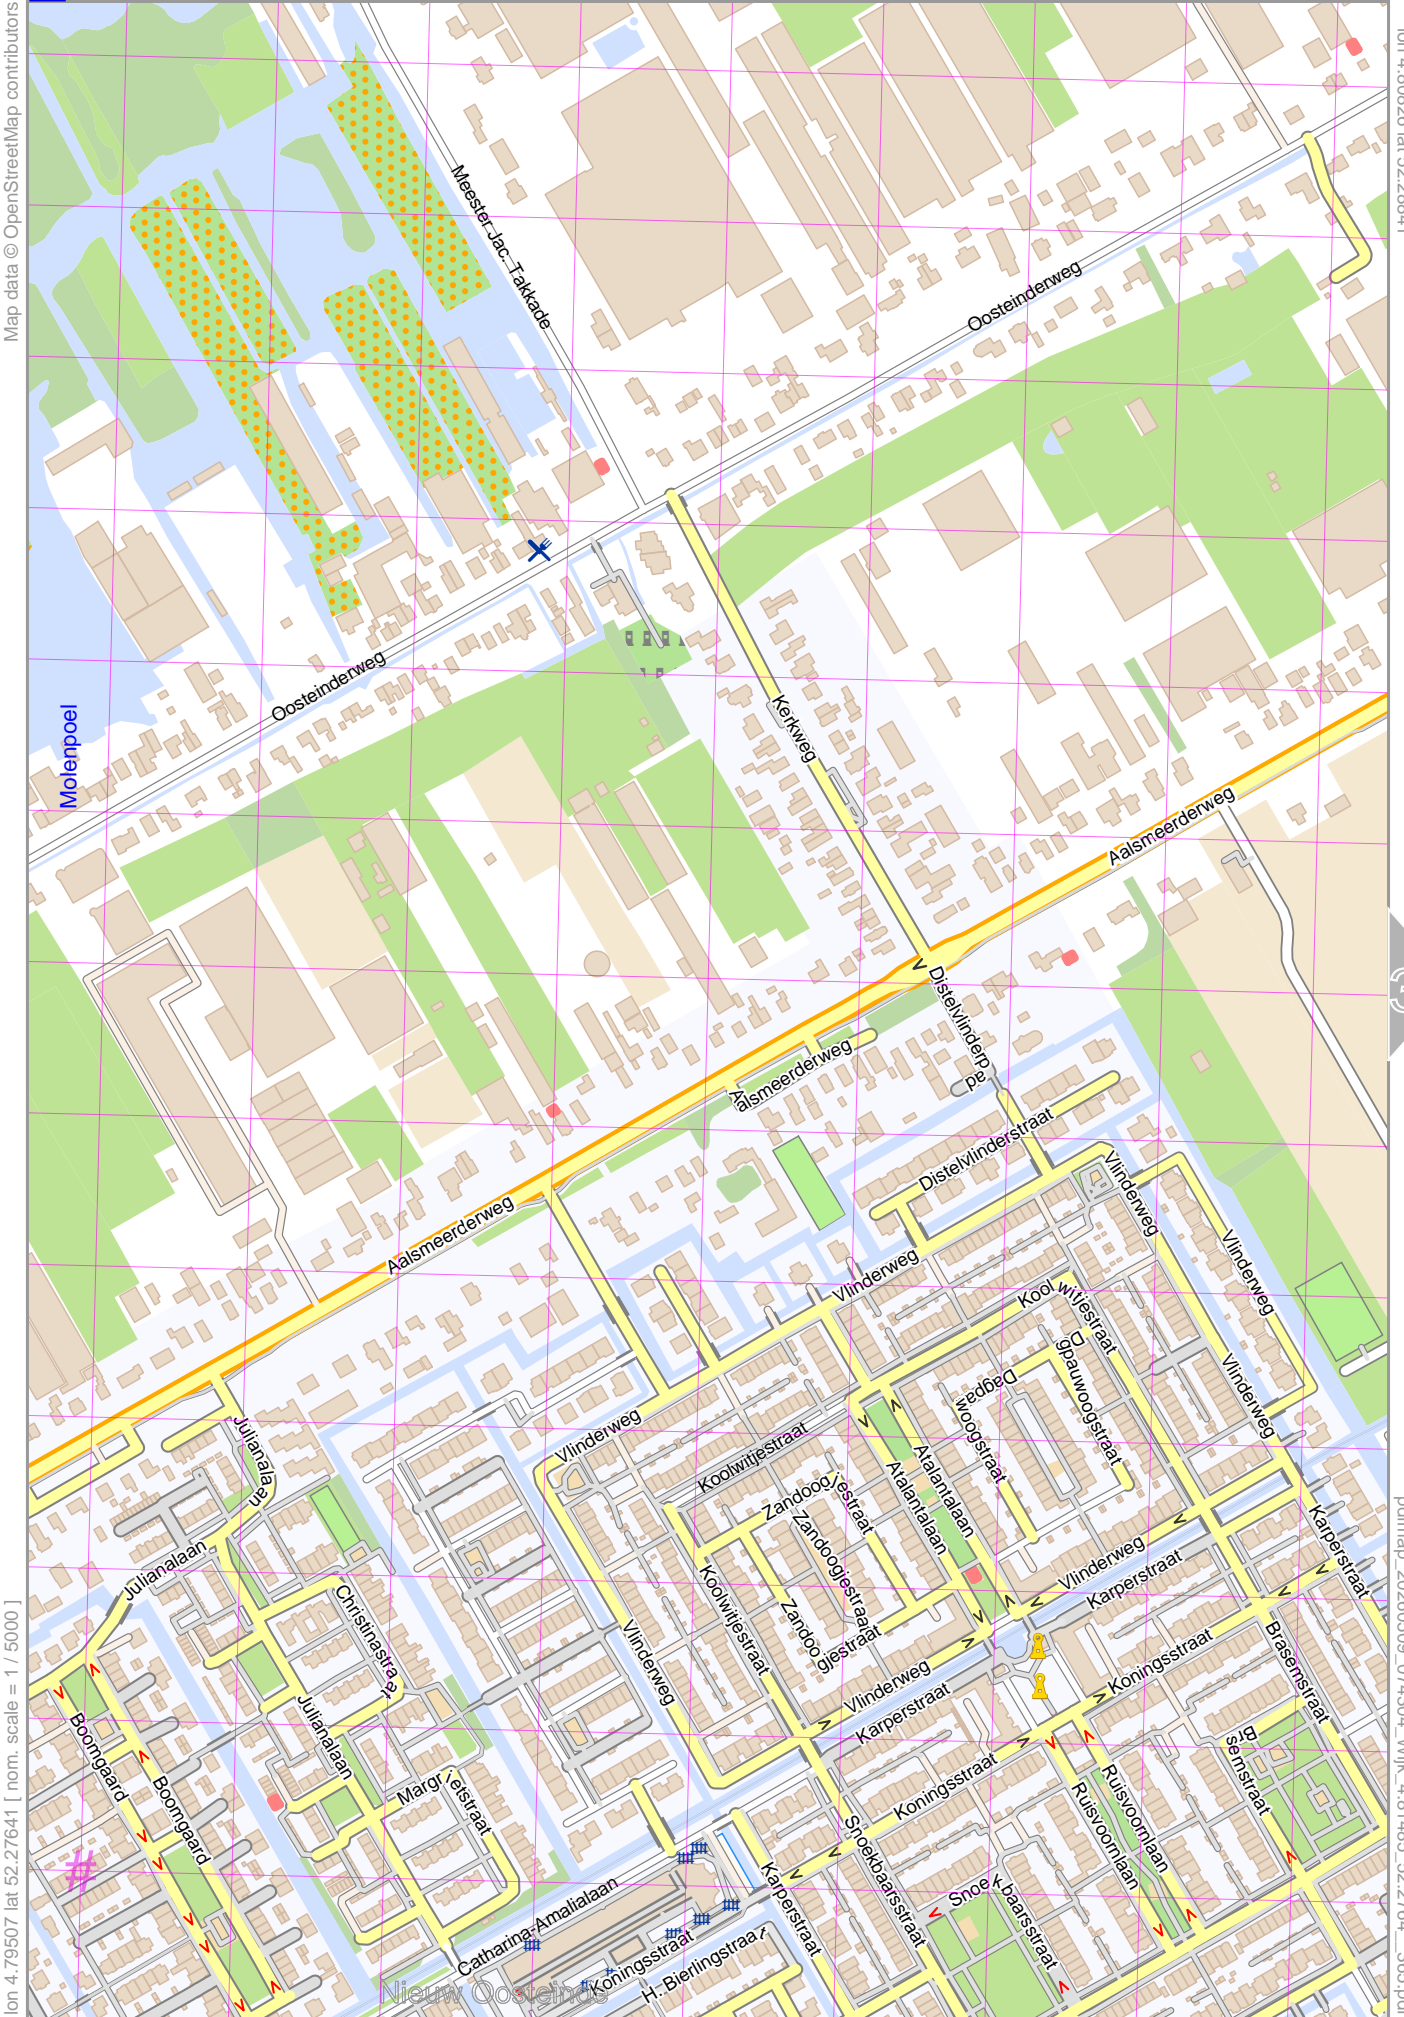 Map data © OpenStreetMap contributors
Meester Jac. Takkade
Oosteinderweg
Oosteinderweg
Molenpoel
Kerkweg
Aalsmeerderweg
Distelvlinderpad
Aalsmeerderweg
Distelvlinderstraat
Aalsmeerderweg
Vlinderweg
Vlinderweg
Vlinderweg
Koolwitjestraat
Dagpauwoogstraat
Dagpauwoogstraat
Vlinderweg
Julianalaan
Vlinderweg
Koolwitjestraat
Atalantalaan
Atalantalaan
Zandoogjestraat
Zandoogjestraat
Zandoogjestraat
Karperstraat
Julianalaan
Christinastraat
Koolwitjestraat
Vlinderweg
Karperstraat
Vlinderweg
Vlinderweg
Karperstraat
Koningsstraat
Brasemstraat
Brasemstraat
Julianalaan
Boomgaard
Boomgaard
Margrietstraat
Koningsstraat
Ruisvoornlaan
Ruisvoornlaan
Snoekbaarsstraat
Snoekbaarsstraat
Karperstraat
Catharina-Amalialaan
Koningsstraat
H. Bierlingstraat
Nieuw Oosteinde
#
lon 4.79507 lat 52.27641 [ nom. scale = 1 / 5000 ]